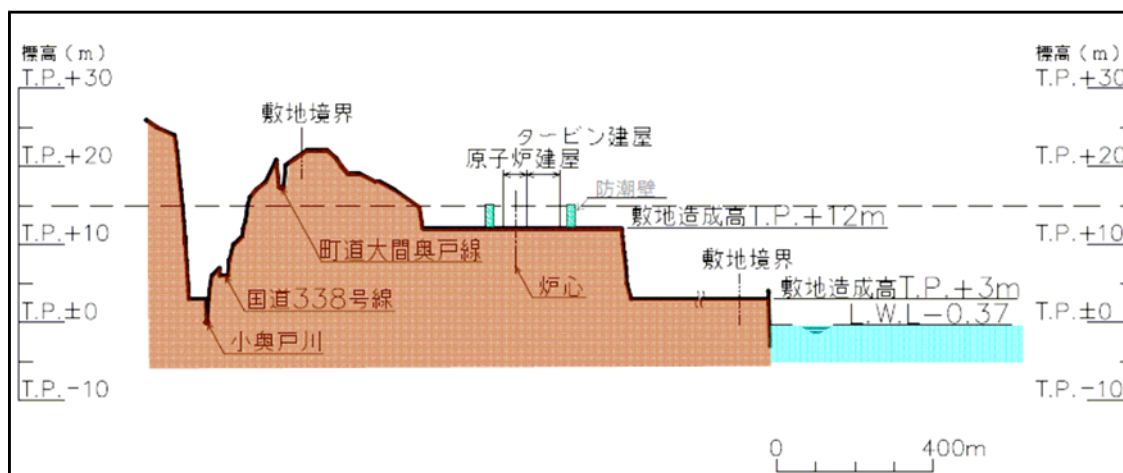 標高（m）
T.P.+30
T.P.+20
T.P.+10
T.P.±0
T.P.-10
敷地境界
タービン建屋
原子炉建屋
防潮壁
敷地造成高T.P.+12m
町道大間奥戸線
国道338号線
小奥戸川
炉心
敷地境界
敷地造成高T.P.+3m
L.W.L-0.37
標高（m）
T.P.+30
T.P.+20
T.P.+10
T.P.±0
T.P.-10
0 400m